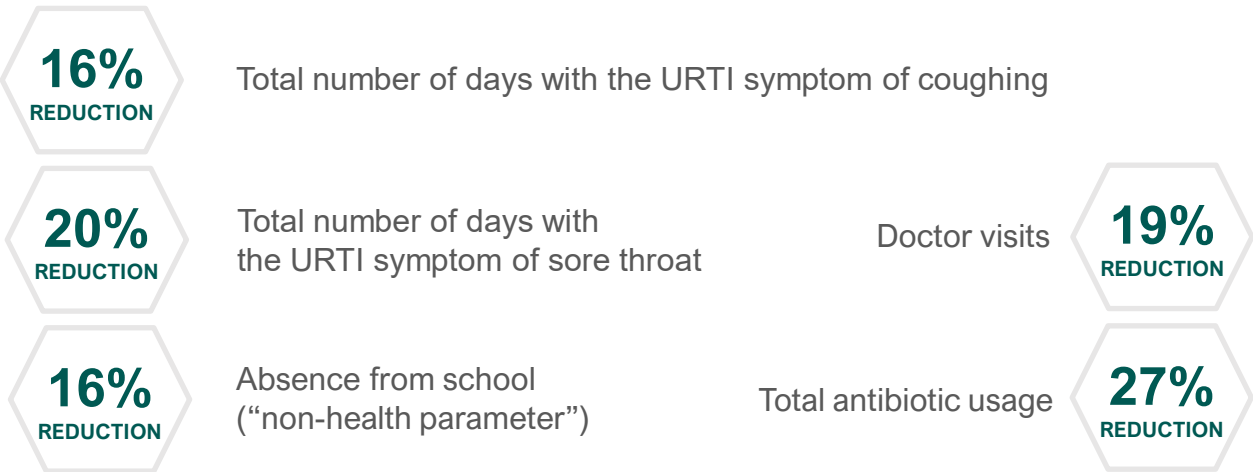 16%
REDUCTION
Total number of days with the URTI symptom of coughing
20%
REDUCTION
Total number of days with
the URTI symptom of sore throat
Doctor visits
19%
REDUCTION
16%
REDUCTION
Absence from school
(“non-health parameter”)
Total antibiotic usage
27%
REDUCTION